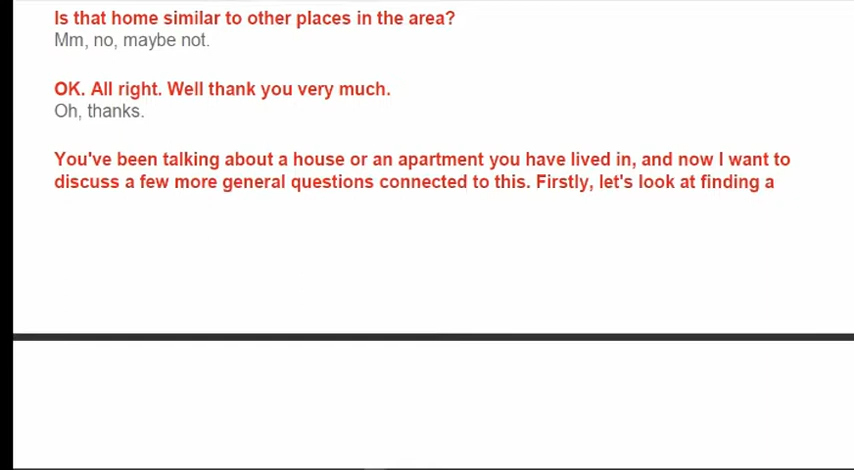 Is that home similar to other places in the area?
Mm, no, maybe not.
OK. All right. Well thank you very much.
Oh, thanks.
You've been talking about a house or an apartment you have lived in, and now I want to
discuss a few more general questions connected to this. Firstly, let's look at finding a